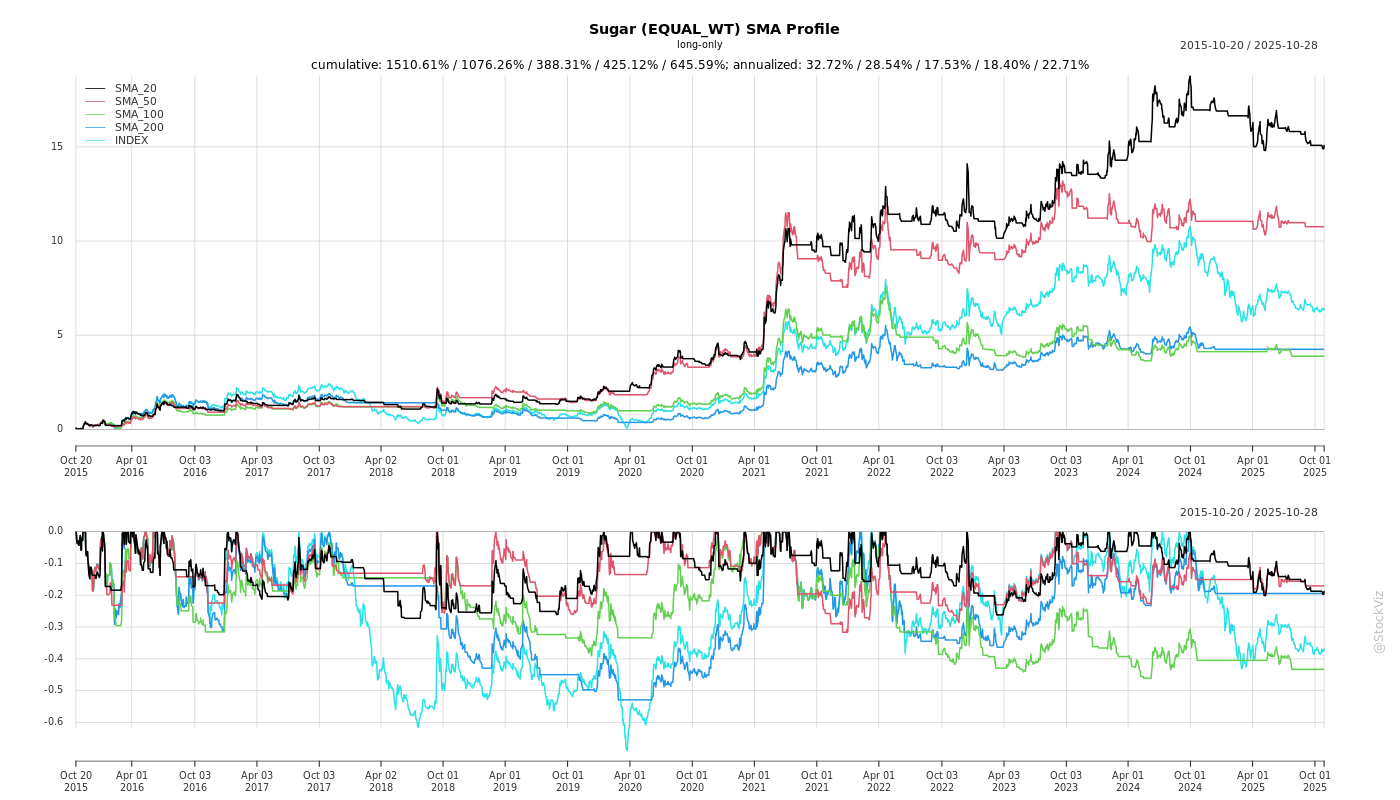 Sugar (EQUAL_WT) SMA Profile
long-only
2015-10-20 / 2025-10-28
cumulative: 1510.61% / 1076.26% / 388.31% / 425.12% / 645.59%; annualized: 32.72% / 28.54% / 17.53% / 18.40% / 22.71%
SMA_20
SMA_50
SMA_100
SMA_200
INDEX
15
10
5
0
Oct 20 Apr 01 Oct 03 Apr 03 Oct 03 Apr 02 Oct 01 Apr 01 Oct 01 Apr 01 Oct 01 Apr 01 Oct 01 Apr 01 Oct 03 Apr 03 Oct 03 Apr 01 Oct 01 Apr 01 Oct 01
2015 2016 2016 2017 2017 2018 2018 2019 2019 2020 2020 2021 2021 2022 2022 2023 2023 2024 2024 2025 2025
2015-10-20 / 2025-10-28
0.0
-0.1
-0.2
-0.3
-0.4
-0.5
-0.6
Oct 20 Apr 01 Oct 03 Apr 03 Oct 03 Apr 02 Oct 01 Apr 01 Oct 01 Apr 01 Oct 01 Apr 01 Oct 01 Apr 01 Oct 03 Apr 03 Oct 03 Apr 01 Oct 01 Apr 01 Oct 01
2015 2016 2016 2017 2017 2018 2018 2019 2019 2020 2020 2021 2021 2022 2022 2023 2023 2024 2024 2025 2025
@StockViz